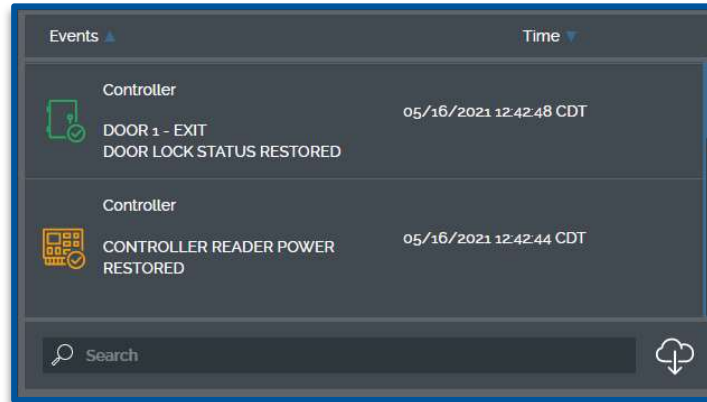 Events
Time
Controller
DOOR 1 - EXIT
DOOR LOCK STATUS RESTORED
05/16/2021 12:42:48 CDT
Controller
CONTROLLER READER POWER
RESTORED
05/16/2021 12:42:44 CDT
Search